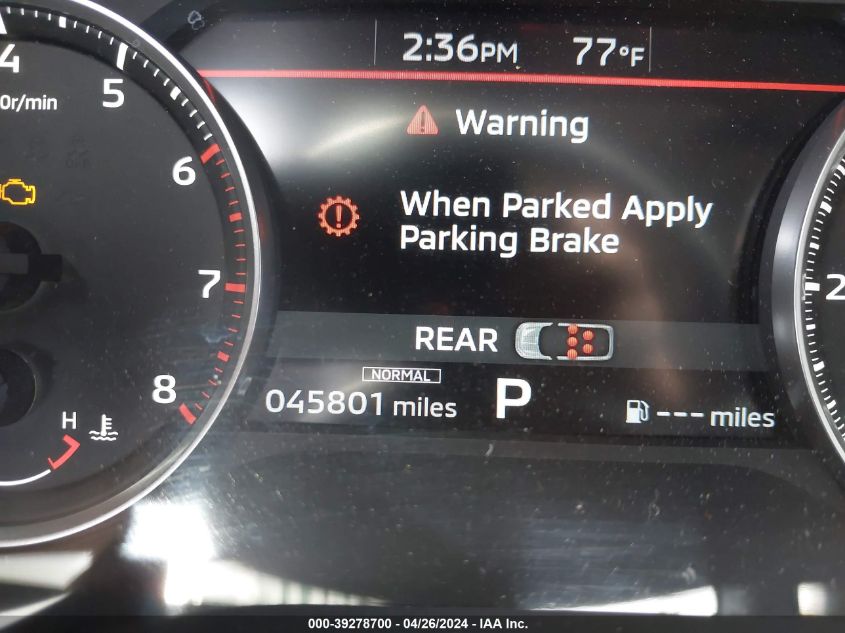 2:36PM 77°F
4
5
0r/min
Warning
6
When Parked Apply
Parking Brake
7
2
REAR
NORMAL
8
045801 miles P --- miles
H
000-39278700 - 04/26/2024 - IAA Inc.